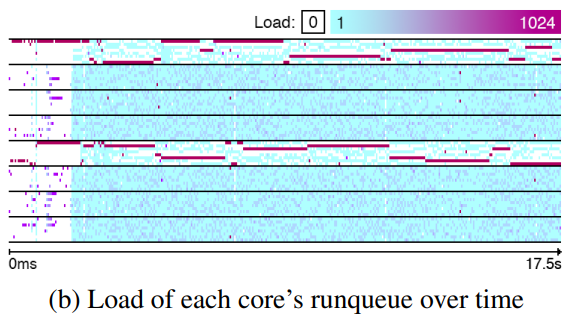 Load: 0 1 1024
0ms 17.5s
(b) Load of each core's runqueue over time